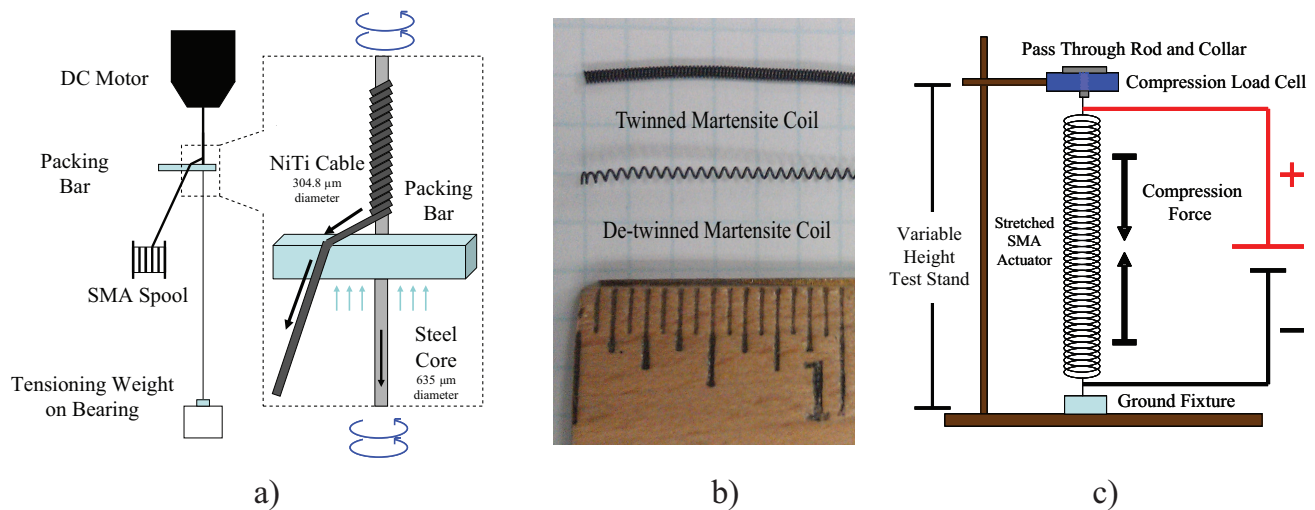 DC Motor
Packing
Bar
SMA Spool
Tensioning Weight
on Bearing
NiTi Cable
304.8 µm
diameter
Packing
Bar
Steel
Core
635 µm
diameter
a)
Twinned Martensite Coil
De-twinned Martensite Coil
1
b)
Pass Through Rod and Collar
Compression Load Cell
Variable
Height
Test Stand
Stretched
SMA
Actuator
Compression
Force
+
−
Ground Fixture
c)